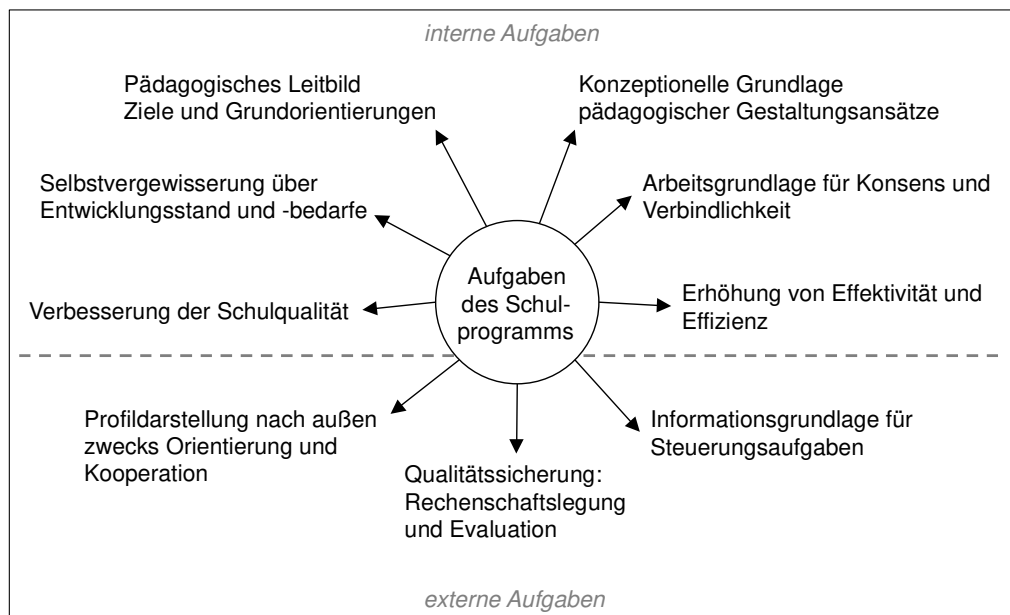 interne Aufgaben
Pädagogisches Leitbild
Ziele und Grundorientierungen
Konzeptionelle Grundlage
pädagogischer Gestaltungsansätze
Selbstvergewisserung über
Entwicklungsstand und -bedarfe
Arbeitsgrundlage für Konsens und
Verbindlichkeit
Verbesserung der Schulqualität
Aufgaben
des Schul-
programms
Erhöhung von Effektivität und
Effizienz
Profildarstellung nach außen
zwecks Orientierung und
Kooperation
Qualitätssicherung:
Rechenschaftslegung
und Evaluation
Informationsgrundlage für
Steuerungsaufgaben
externe Aufgaben